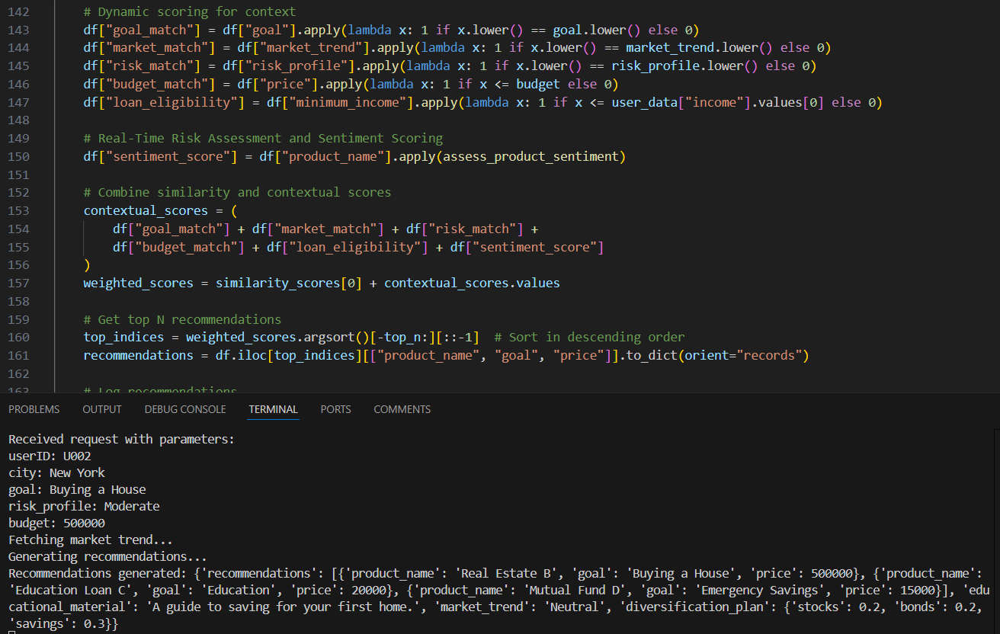 142 # Dynamic scoring for context
143 df["goal_match"] = df["goal"].apply(lambda x: 1 if x.lower() == goal.lower() else 0)
144 df["market_match"] = df["market_trend"].apply(lambda x: 1 if x.lower() == market_trend.lower() else 0)
145 df["risk_match"] = df["risk_profile"].apply(lambda x: 1 if x.lower() == risk_profile.lower() else 0)
146 df["budget_match"] = df["price"].apply(lambda x: 1 if x <= budget else 0)
147 df["loan_eligibility"] = df["minimum_income"].apply(lambda x: 1 if x <= user_data["income"].values[0] else 0)
148
149 # Real-Time Risk Assessment and Sentiment Scoring
150 df["sentiment_score"] = df["product_name"].apply(assess_product_sentiment)
151
152 # Combine similarity and contextual scores
153 contextual_scores = (
154 df["goal_match"] + df["market_match"] + df["risk_match"] +
155 df["budget_match"] + df["loan_eligibility"] + df["sentiment_score"]
156 )
157 weighted_scores = similarity_scores[0] + contextual_scores.values
158
159 # Get top N recommendations
160 top_indices = weighted_scores.argsort()[-top_n:][::-1]  # Sort in descending order
161 recommendations = df.iloc[top_indices][["product_name", "goal", "price"]].to_dict(orient="records")
162
163 # Log recommendations
PROBLEMS OUTPUT DEBUG CONSOLE TERMINAL PORTS COMMENTS
Received request with parameters:
userID: U002
city: New York
goal: Buying a House
risk_profile: Moderate
budget: 500000
Fetching market trend...
Generating recommendations...
Recommendations generated: {'recommendations': [{'product_name': 'Real Estate B', 'goal': 'Buying a House', 'price': 500000}, {'product_name':
'Education Loan C', 'goal': 'Education', 'price': 20000}, {'product_name': 'Mutual Fund D', 'goal': 'Emergency Savings', 'price': 15000}], 'edu
cational_material': 'A guide to saving for your first home.', 'market_trend': 'Neutral', 'diversification_plan': {'stocks': 0.2, 'bonds': 0.2,
'savings': 0.3}}